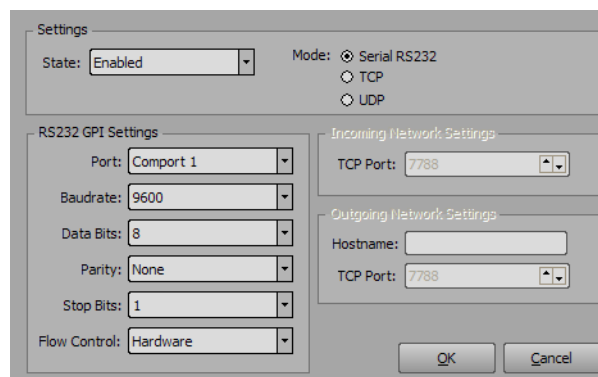 Settings
State: Enabled
Mode: Serial RS232
TCP
UDP
RS232 GPI Settings
Port: Comport 1
Baudrate: 9600
Data Bits: 8
Parity: None
Stop Bits: 1
Flow Control: Hardware
Incoming Network Settings
TCP Port: 7788
Outgoing Network Settings
Hostname:
TCP Port: 7788
OK
Cancel